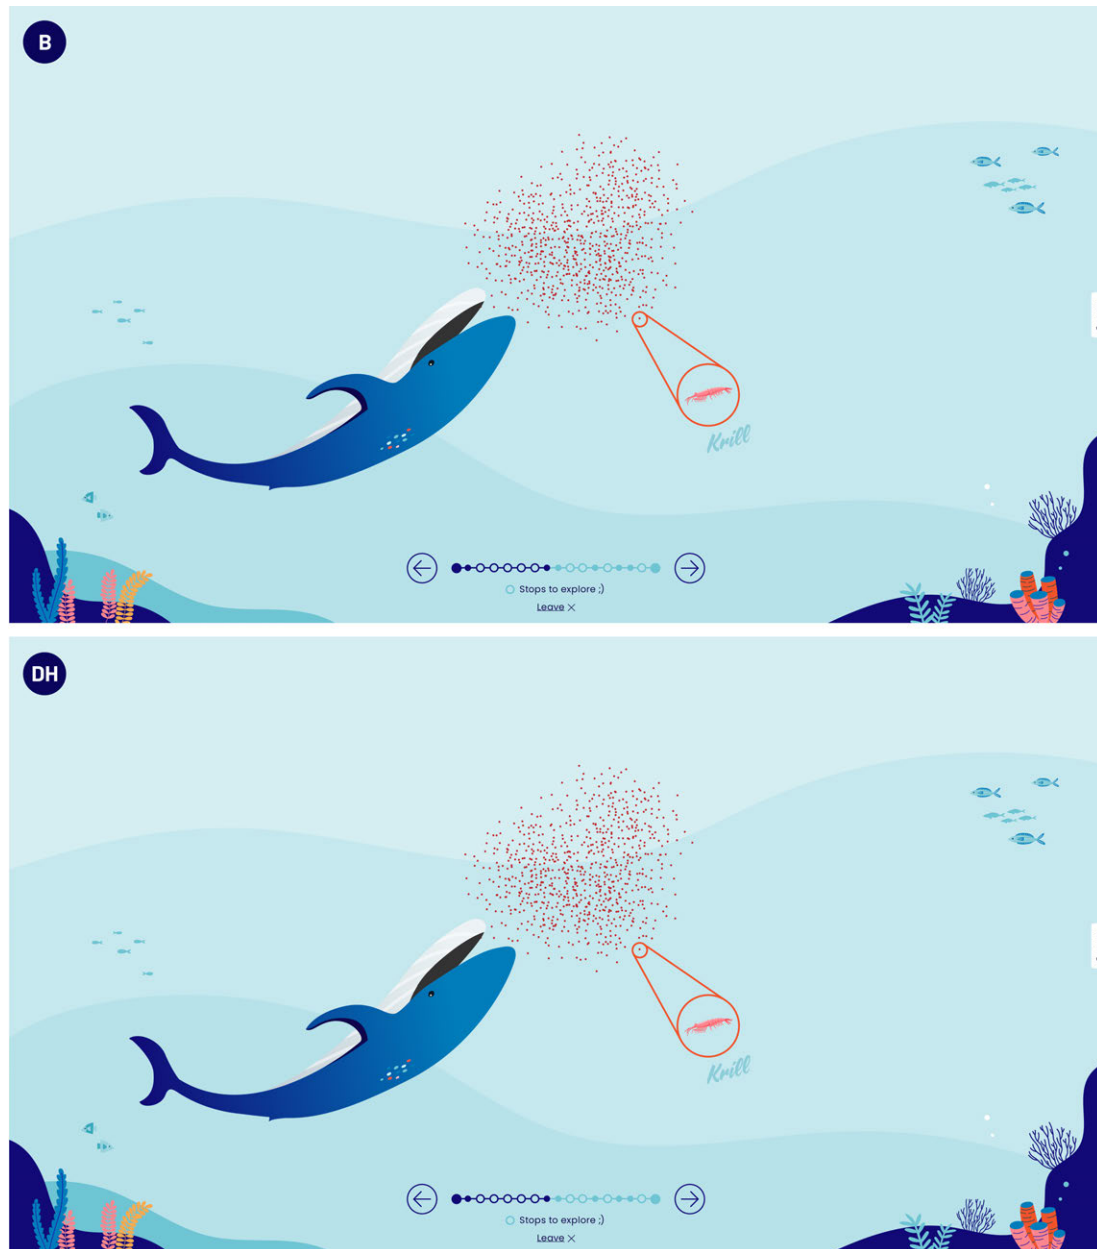 B
Krill
Stops to explore ;)
Leave ×
DH
Krill
Stops to explore ;)
Leave ×